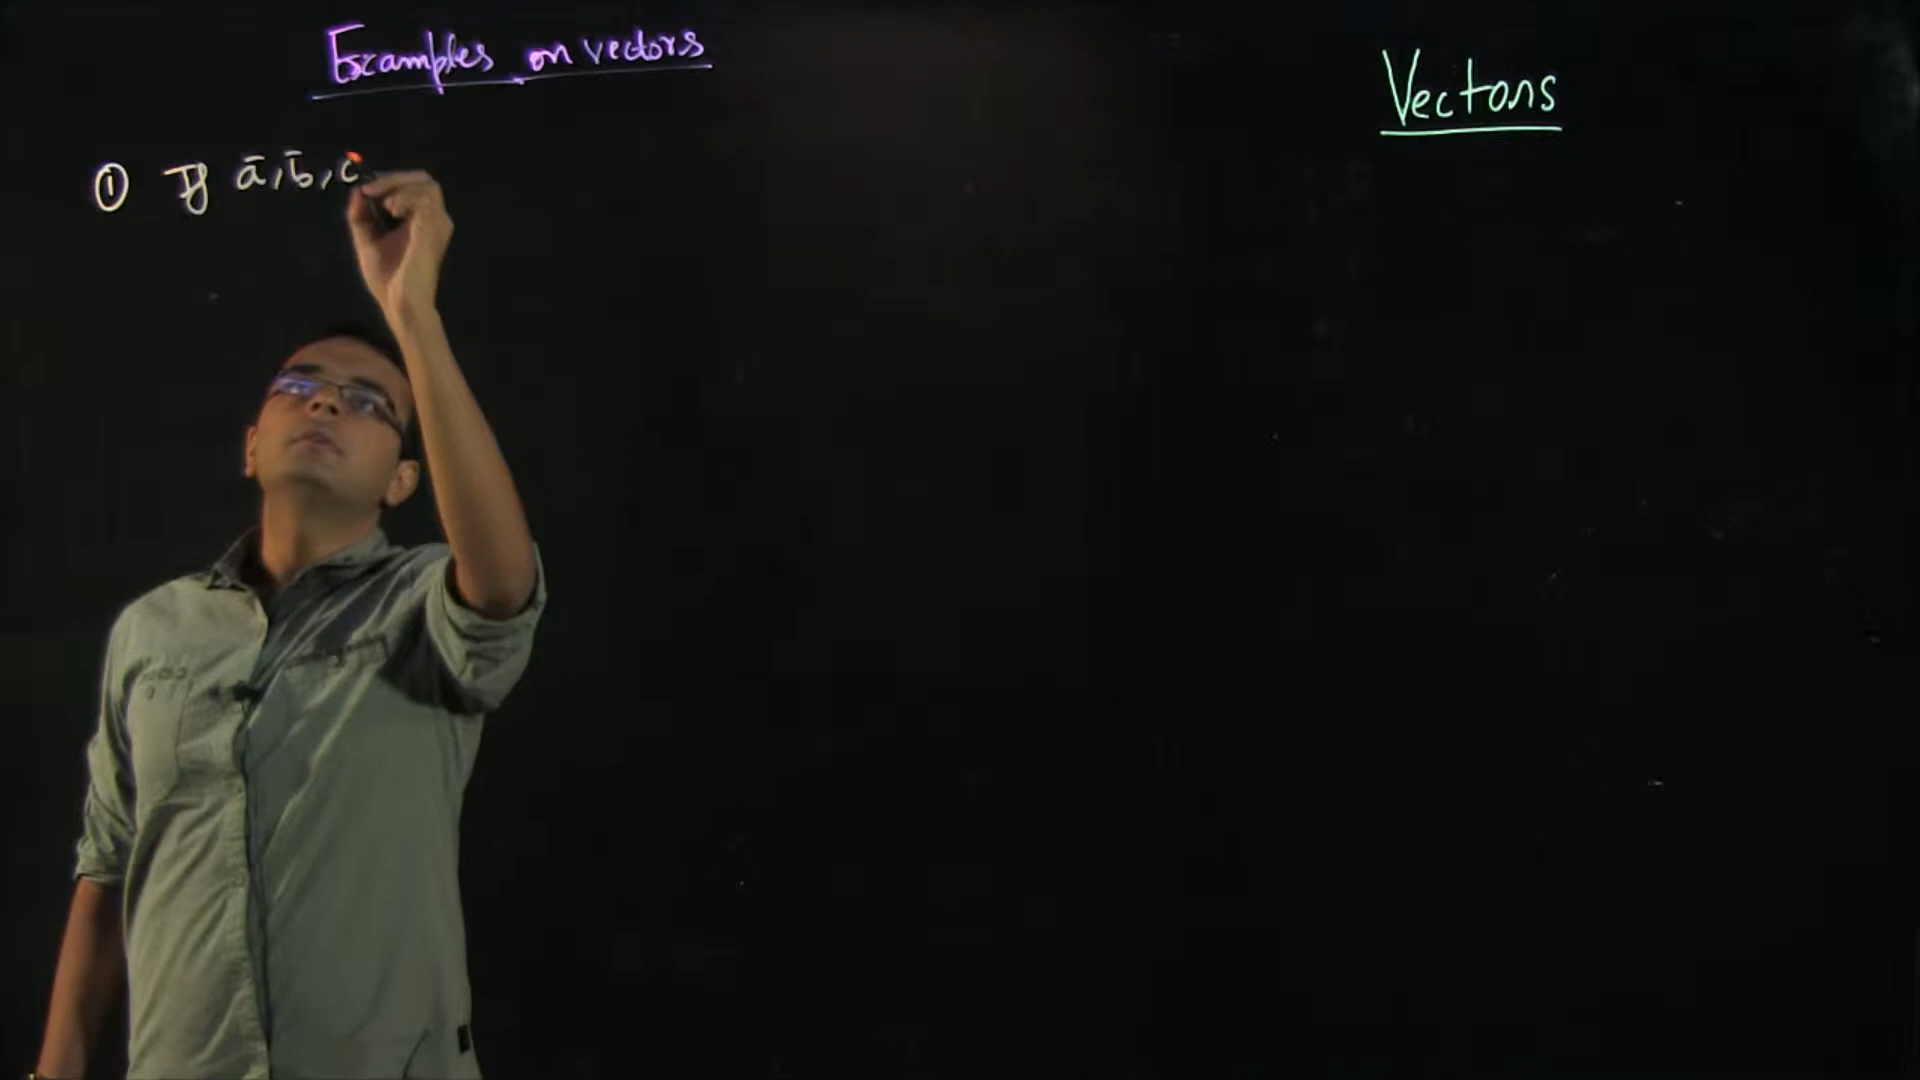 Examples on vectors
Vectors
① If ā, b̄, c